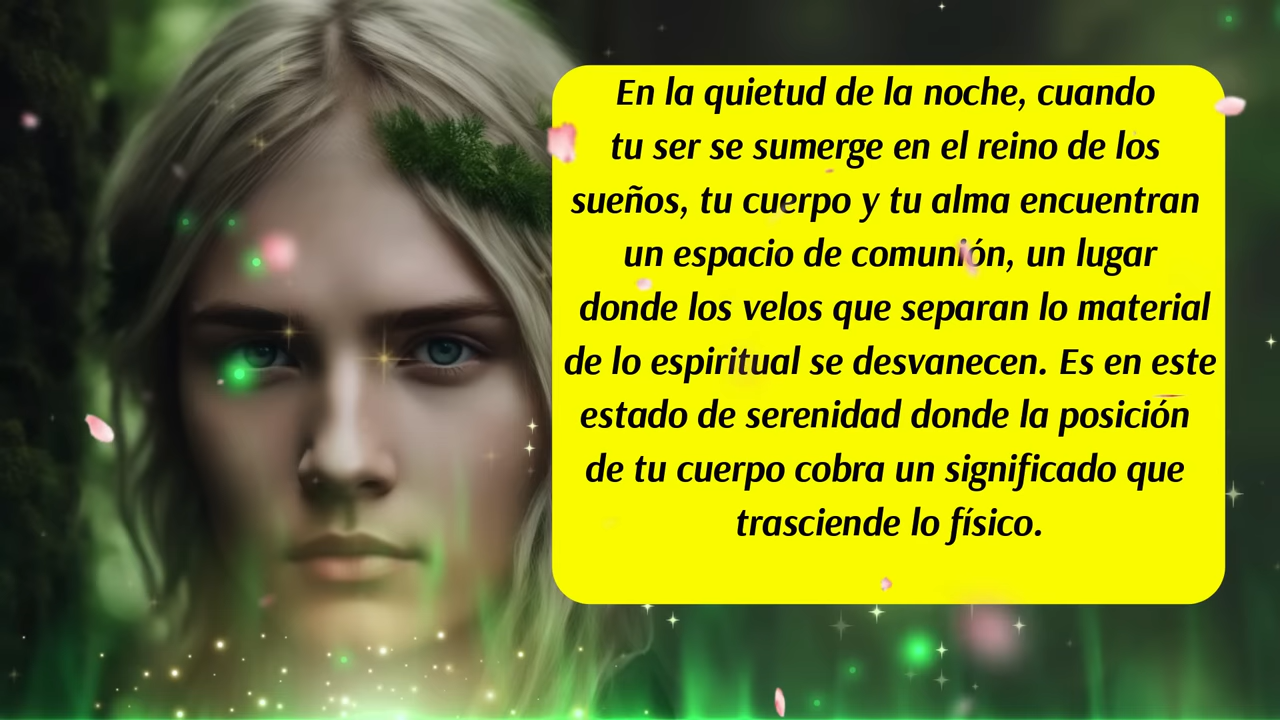 En la quietud de la noche, cuando
tu ser se sumerge en el reino de los
sueños, tu cuerpo y tu alma encuentran
un espacio de comunión, un lugar
donde los velos que separan lo material
de lo espiritual se desvanecen. Es en este
estado de serenidad donde la posición
de tu cuerpo cobra un significado que
trasciende lo físico.